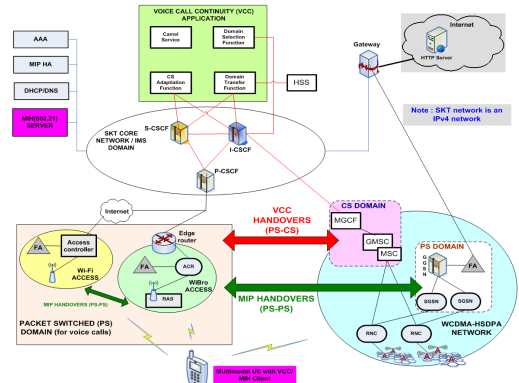 VOICE CALL CONTINUITY (VCC)
APPLICATION
Camel
Service
Domain
Selection
Function
CS
Adaplation
Function
Domain
Transfer
Function
HSS
AAA
MIP HA
DHCP/DNS
MIH(802.21)
SERVER
Gateway
Internet
HTTP Server
Note : SKT network is an
IPv4 network
S-CSCF
I-CSCF
P-CSCF
SKT CORE
NETWORK / IMS
DOMAIN
Internet
Edge
router
Access
controller
FA
Wi-Fi
ACCESS
FA
ACR
WiBro
ACCESS
RAS
MIP HANDOVERS
(PS-PS)
PACKET SWITCHED (PS)
DOMAIN (for voice calls)
VCC
HANDOVERS
(PS-CS)
MIP HANDOVERS
(PS-PS)
CS DOMAIN
MGCF
GMSC
MSC
PS DOMAIN
GGSN
FA
SGSN
SGSN
WCDMA-HSDPA
NETWORK
RNC
RNC
Multimodal UE with VCC/
MIH Client